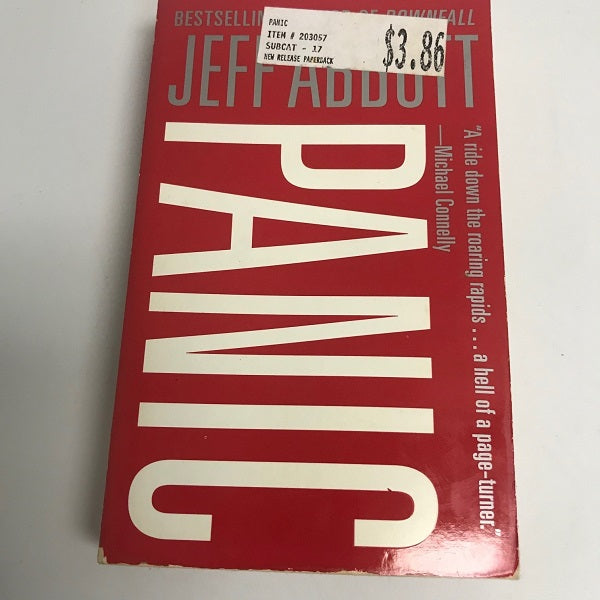 BESTSELLIN OF DOWNFALL
JEFF ABBOTT
PANIC
ITEM # 203057
SUBCAT - 17
NEW RELEASE PAPERBACK
$3.86
PANIC
"A ride down the roaring rapids . . . a hell of a page-turner."
—Michael Connelly